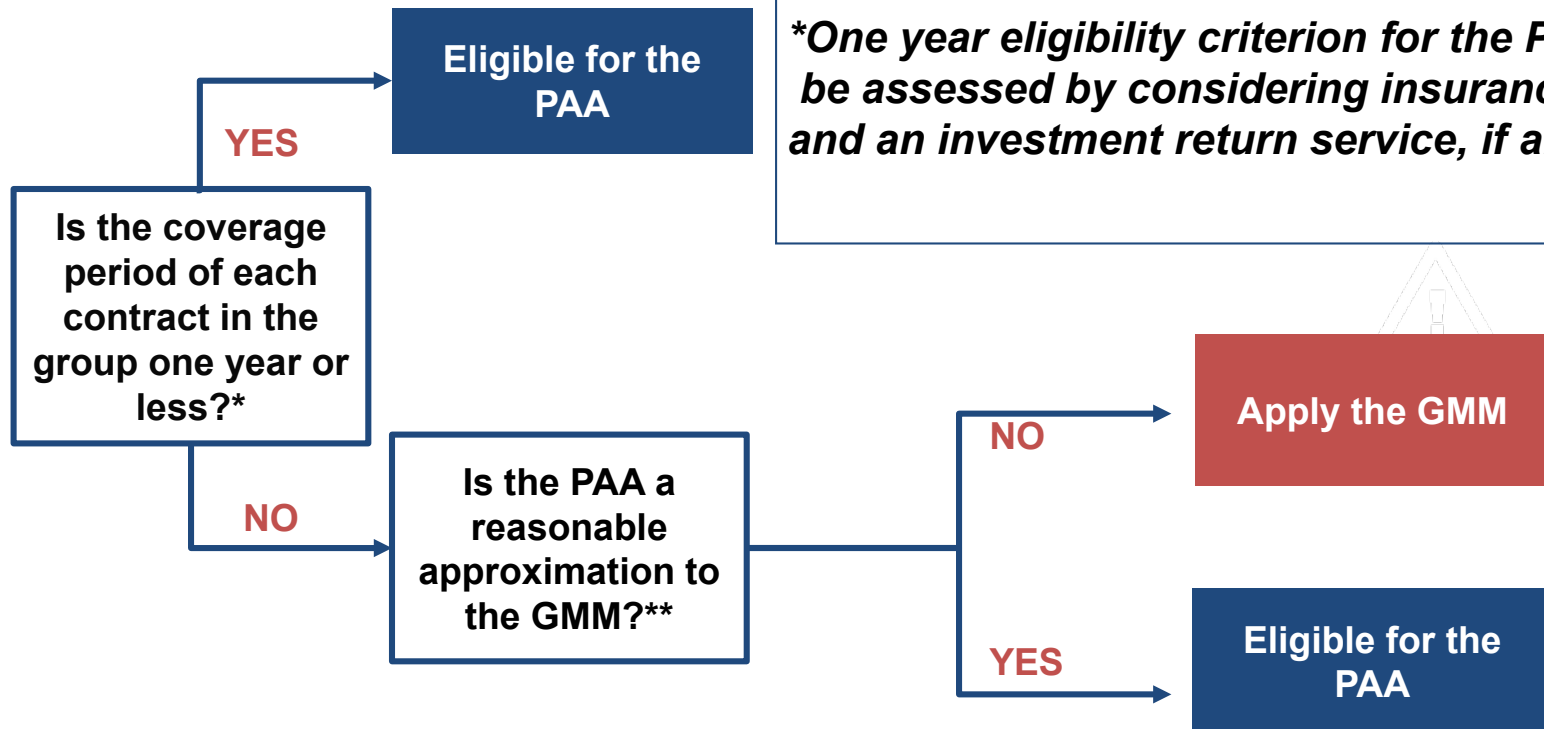 Eligible for the
PAA
*One year eligibility criterion for the
be assessed by considering
and an investment return service, if
YES
Is the coverage
period of each
contract in the
group one year or
less?*
NO
Is the PAA a
reasonable
approximation to
the GMM?**
NO
Apply the GMM
YES
Eligible for the
PAA